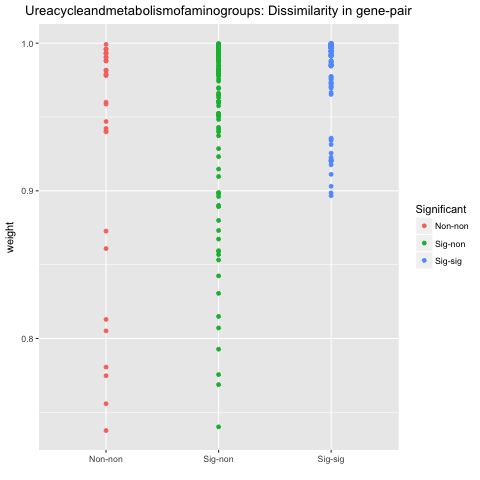 Ureacycleandmetabolismofaminogroups: Dissimilarity in gene-pair
1.0
0.9
0.8
weight
Non-non
Sig-non
Sig-sig
Significant
Non-non
Sig-non
Sig-sig